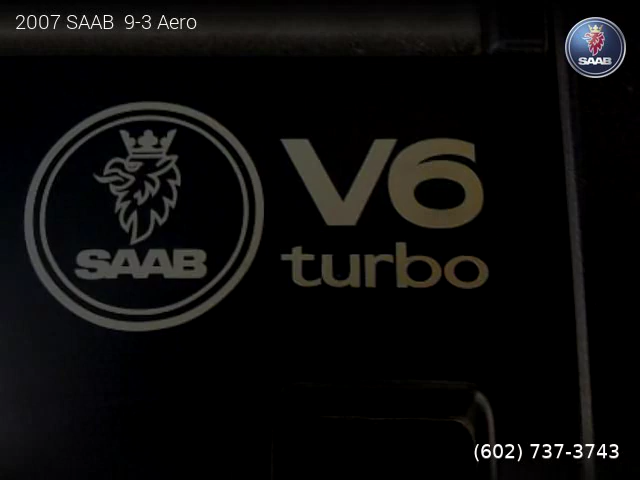 2007 SAAB 9-3 Aero
SAAB
SAAB
V6
turbo
(602) 737-3743